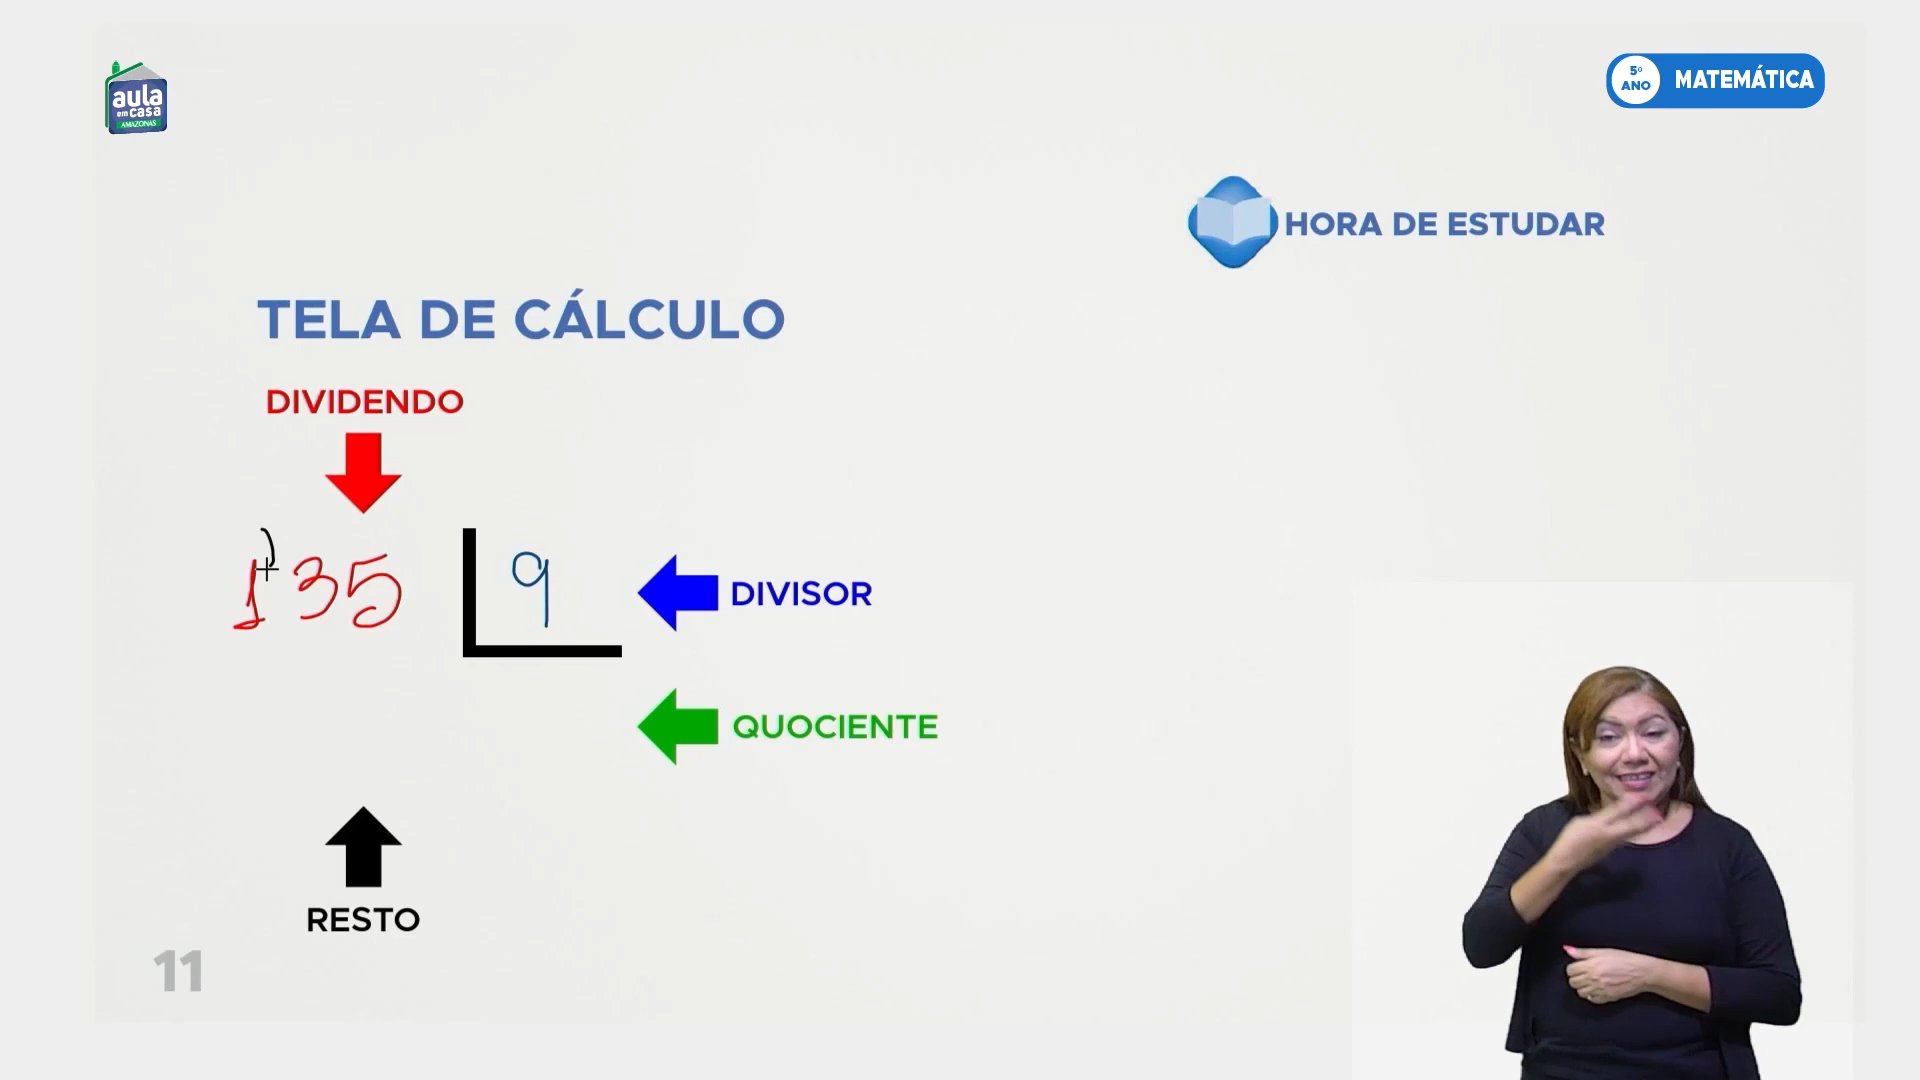 aula
em casa
AMAZONAS
5º
ANO
MATEMÁTICA
HORA DE ESTUDAR
TELA DE CÁLCULO
DIVIDENDO
135
9
DIVISOR
QUOCIENTE
RESTO
11